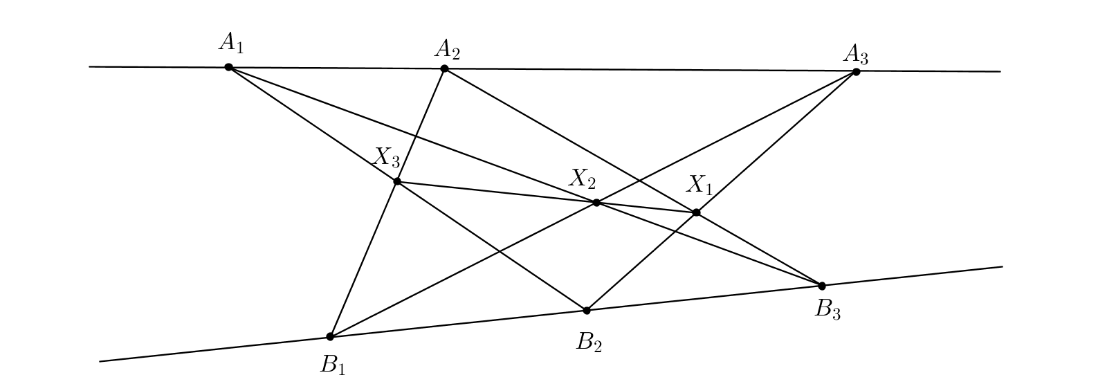 A₁ A₂ A₃
X₃ X₂ X₁
B₁ B₂ B₃